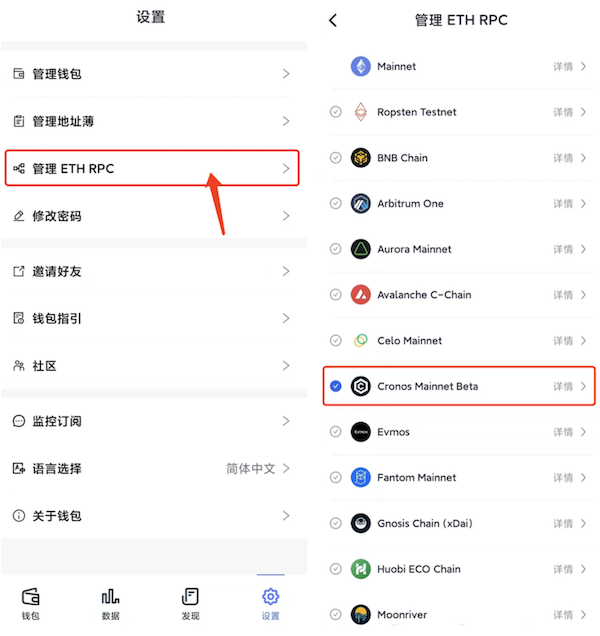 设置
管理钱包
管理地址薄
管理 ETH RPC
修改密码
邀请好友
钱包指引
社区
监控订阅
语言选择 简体中文
关于钱包
钱包 数据 发现 设置
管理 ETH RPC
Mainnet 详情
Ropsten Testnet 详情
BNB Chain 详情
Arbitrum One 详情
Aurora Mainnet 详情
Avalanche C-Chain 详情
Celo Mainnet 详情
Cronos Mainnet Beta 详情
evmos Evmos 详情
Fantom Mainnet 详情
Gnosis Chain (xDai) 详情
Huobi ECO Chain 详情
Moonriver 详情